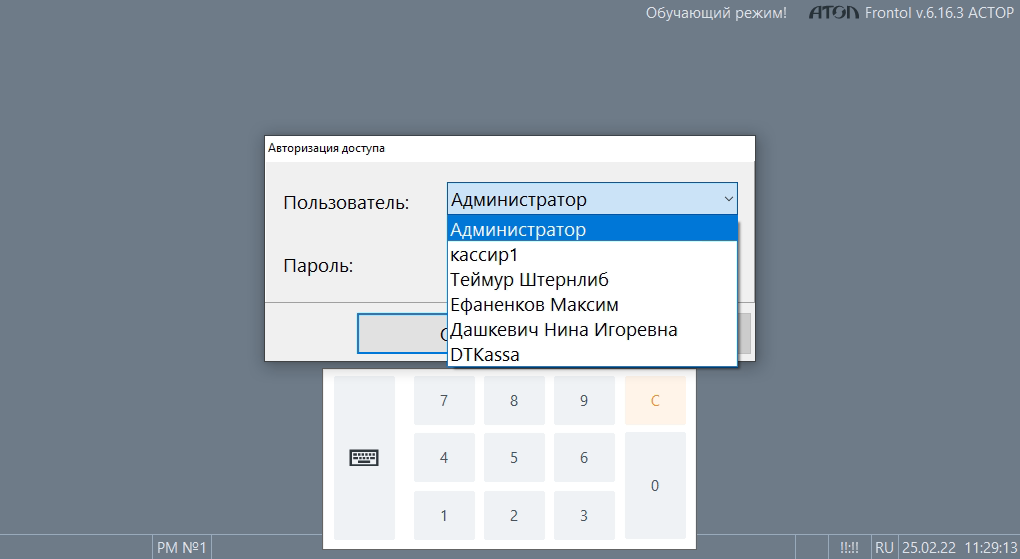 Обучающий режим! АТОЛ Frontol v.6.16.3 АСТОР
Авторизация доступа
Пользователь: Администратор
Администратор
кассир1
Теймур Штернлиб
Пароль:
Ефаненков Максим
Дашкевич Нина Игоревна
DTKassa
7 8 9 C
4 5 6
0
1 2 3
РМ №1 !!:!! RU 25.02.22 11:29:13